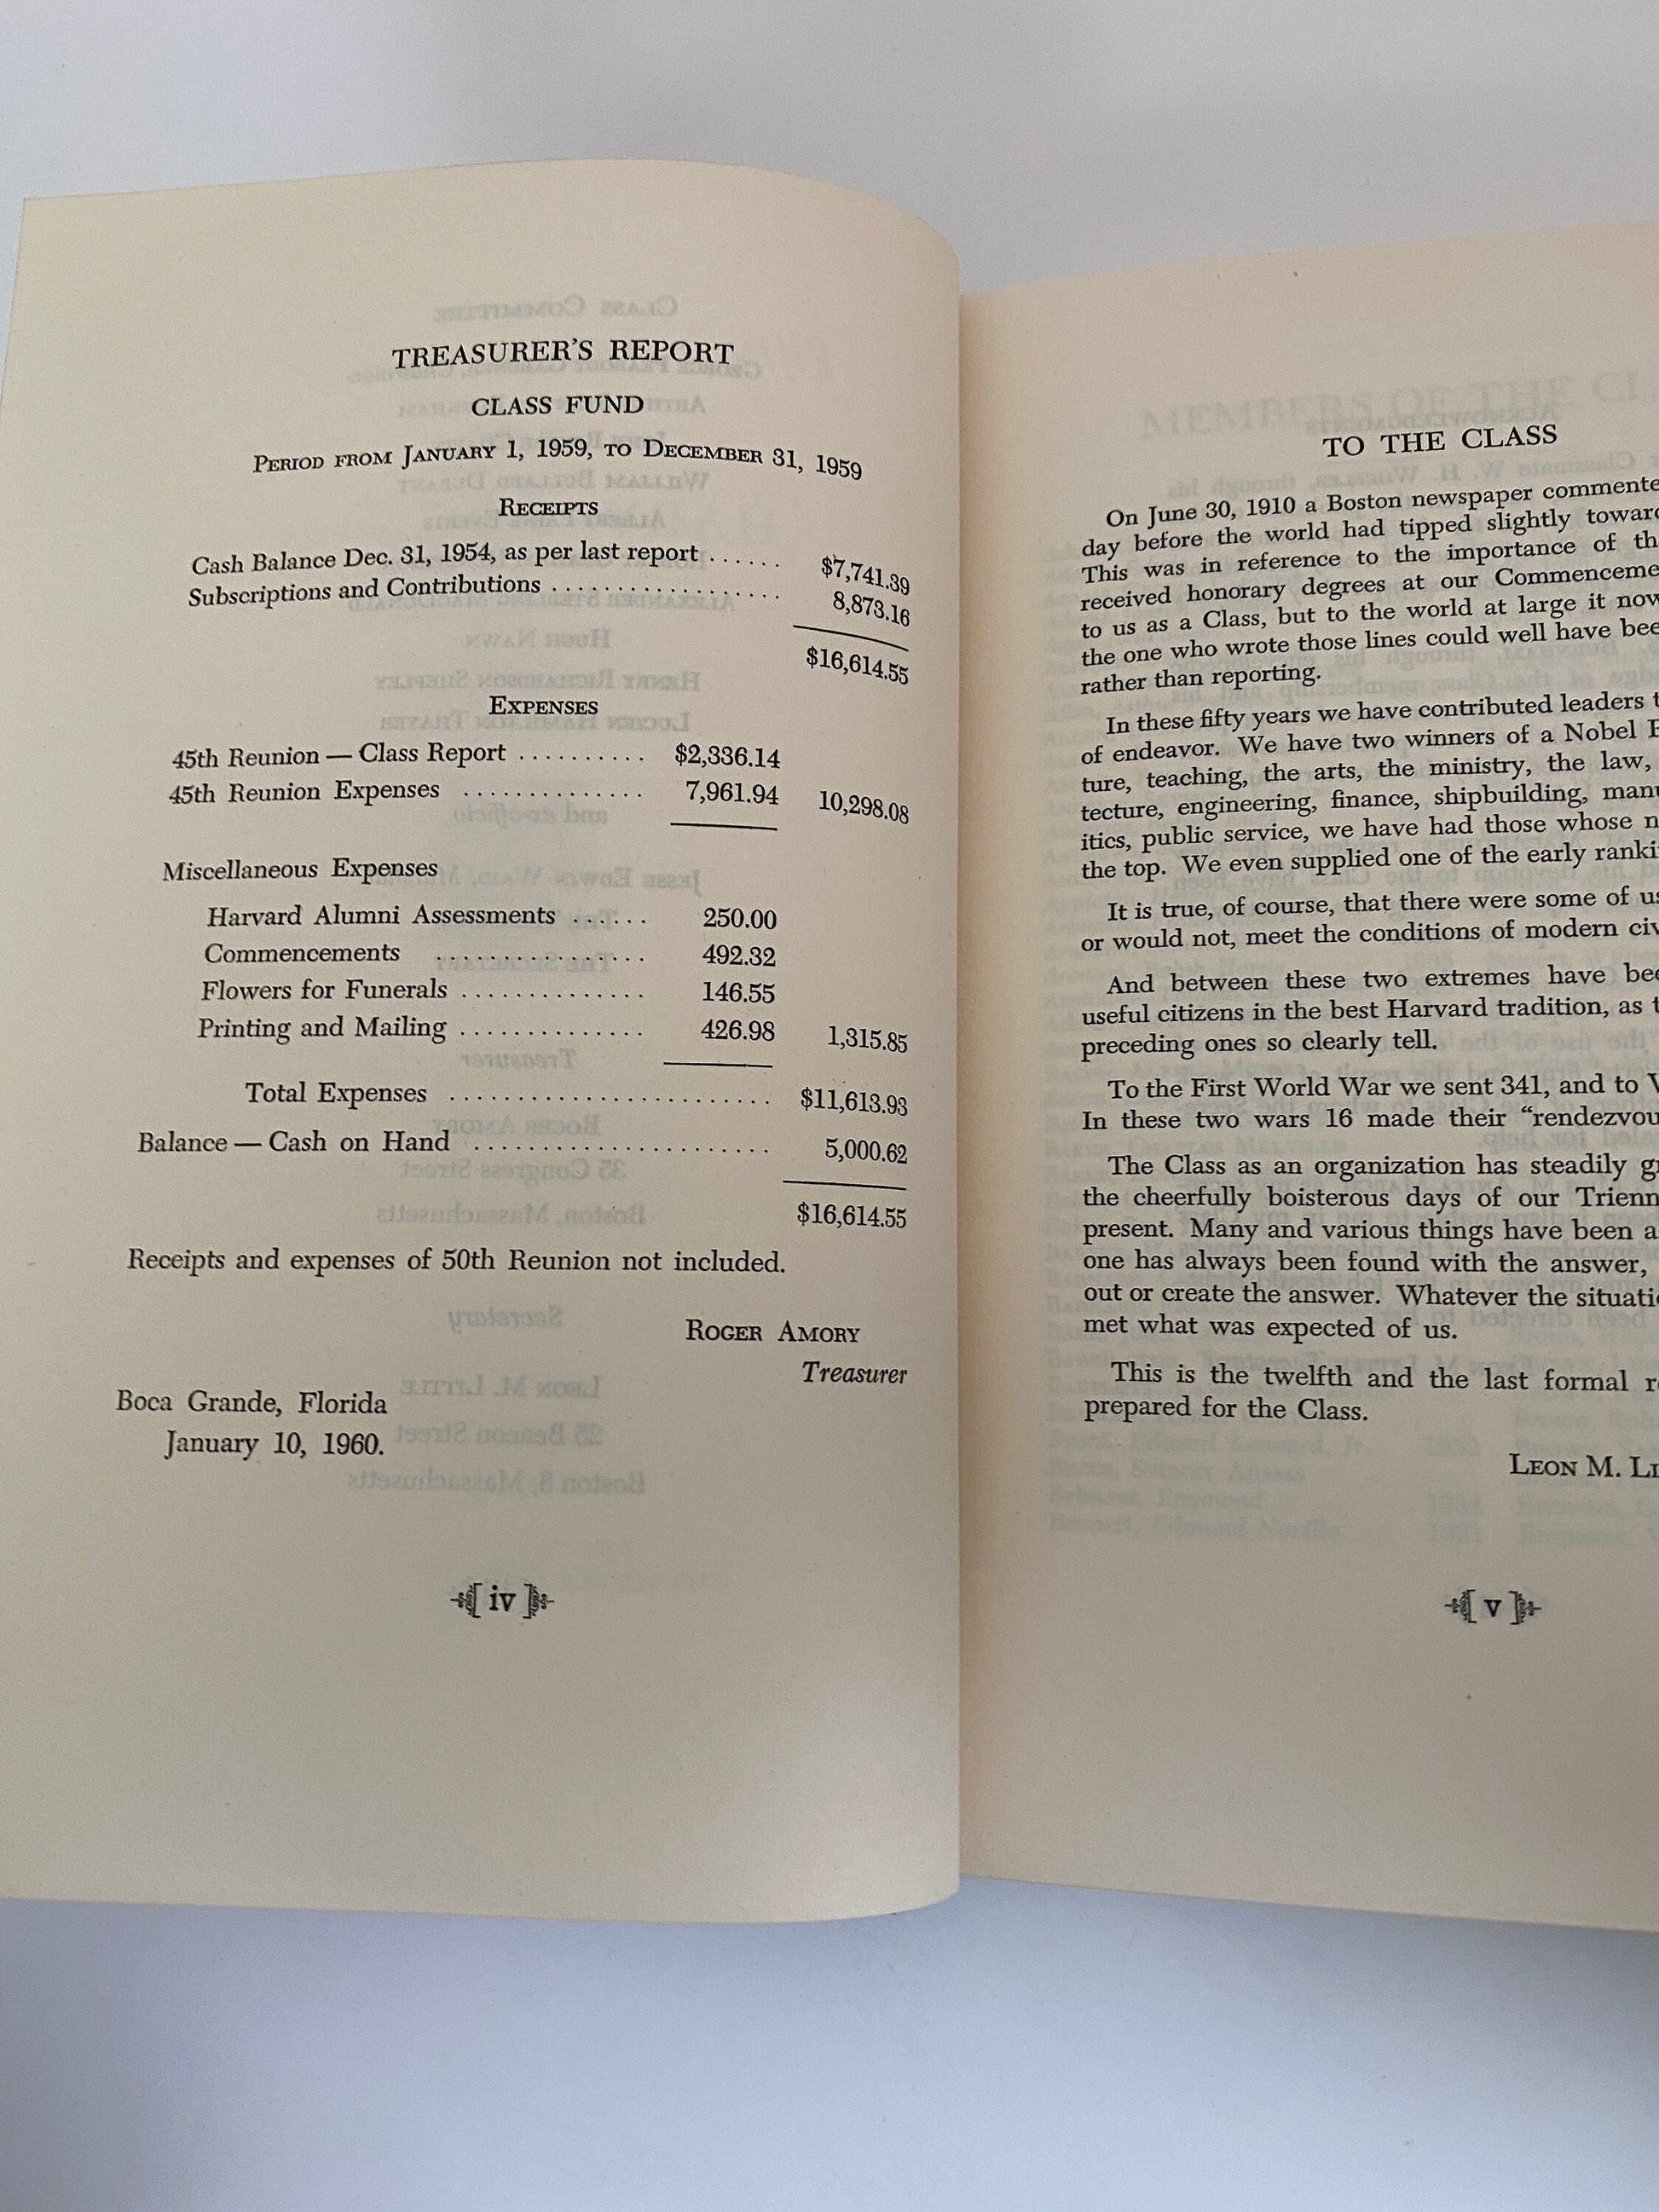 TREASURER'S REPORT
CLASS FUND
Period from January 1, 1959, to December 31, 1959
Receipts
Cash Balance Dec. 31, 1954, as per last report ...... $7,741.39
Subscriptions and Contributions .................. 8,873.16
$16,614.55
Expenses
45th Reunion — Class Report .......... $2,336.14
45th Reunion Expenses .............. 7,961.94 10,298.08
Miscellaneous Expenses
Harvard Alumni Assessments ...... 250.00
Commencements ................ 492.32
Flowers for Funerals .............. 146.55
Printing and Mailing .............. 426.98 1,315.85
Total Expenses ......................... $11,613.93
Balance — Cash on Hand ....................... 5,000.62
$16,614.55
Receipts and expenses of 50th Reunion not included.
Roger Amory
Treasurer
Boca Grande, Florida
January 10, 1960.
iv
TO THE CLASS
On June 30, 1910 a Boston newspaper
day before the world had tipped slightly
This was in reference to the importance of
received honorary degrees at our
to us as a Class, but to the world at large it now
the one who wrote those lines could well have
rather than reporting.
In these fifty years we have contributed leaders
of endeavor. We have two winners of a Nobel
ture, teaching, the arts, the ministry, the law,
tecture, engineering, finance, shipbuilding,
itics, public service, we have had those whose
the top. We even supplied one of the early
It is true, of course, that there were some of
or would not, meet the conditions of modern
And between these two extremes have
useful citizens in the best Harvard tradition, as
preceding ones so clearly tell.
To the First World War we sent 341, and to
In these two wars 16 made their
The Class as an organization has steadily
the cheerfully boisterous days of our
present. Many and various things have been
one has always been found with the answer,
out or create the answer. Whatever the
met what was expected of us.
This is the twelfth and the last formal
prepared for the Class.
Leon M.
v